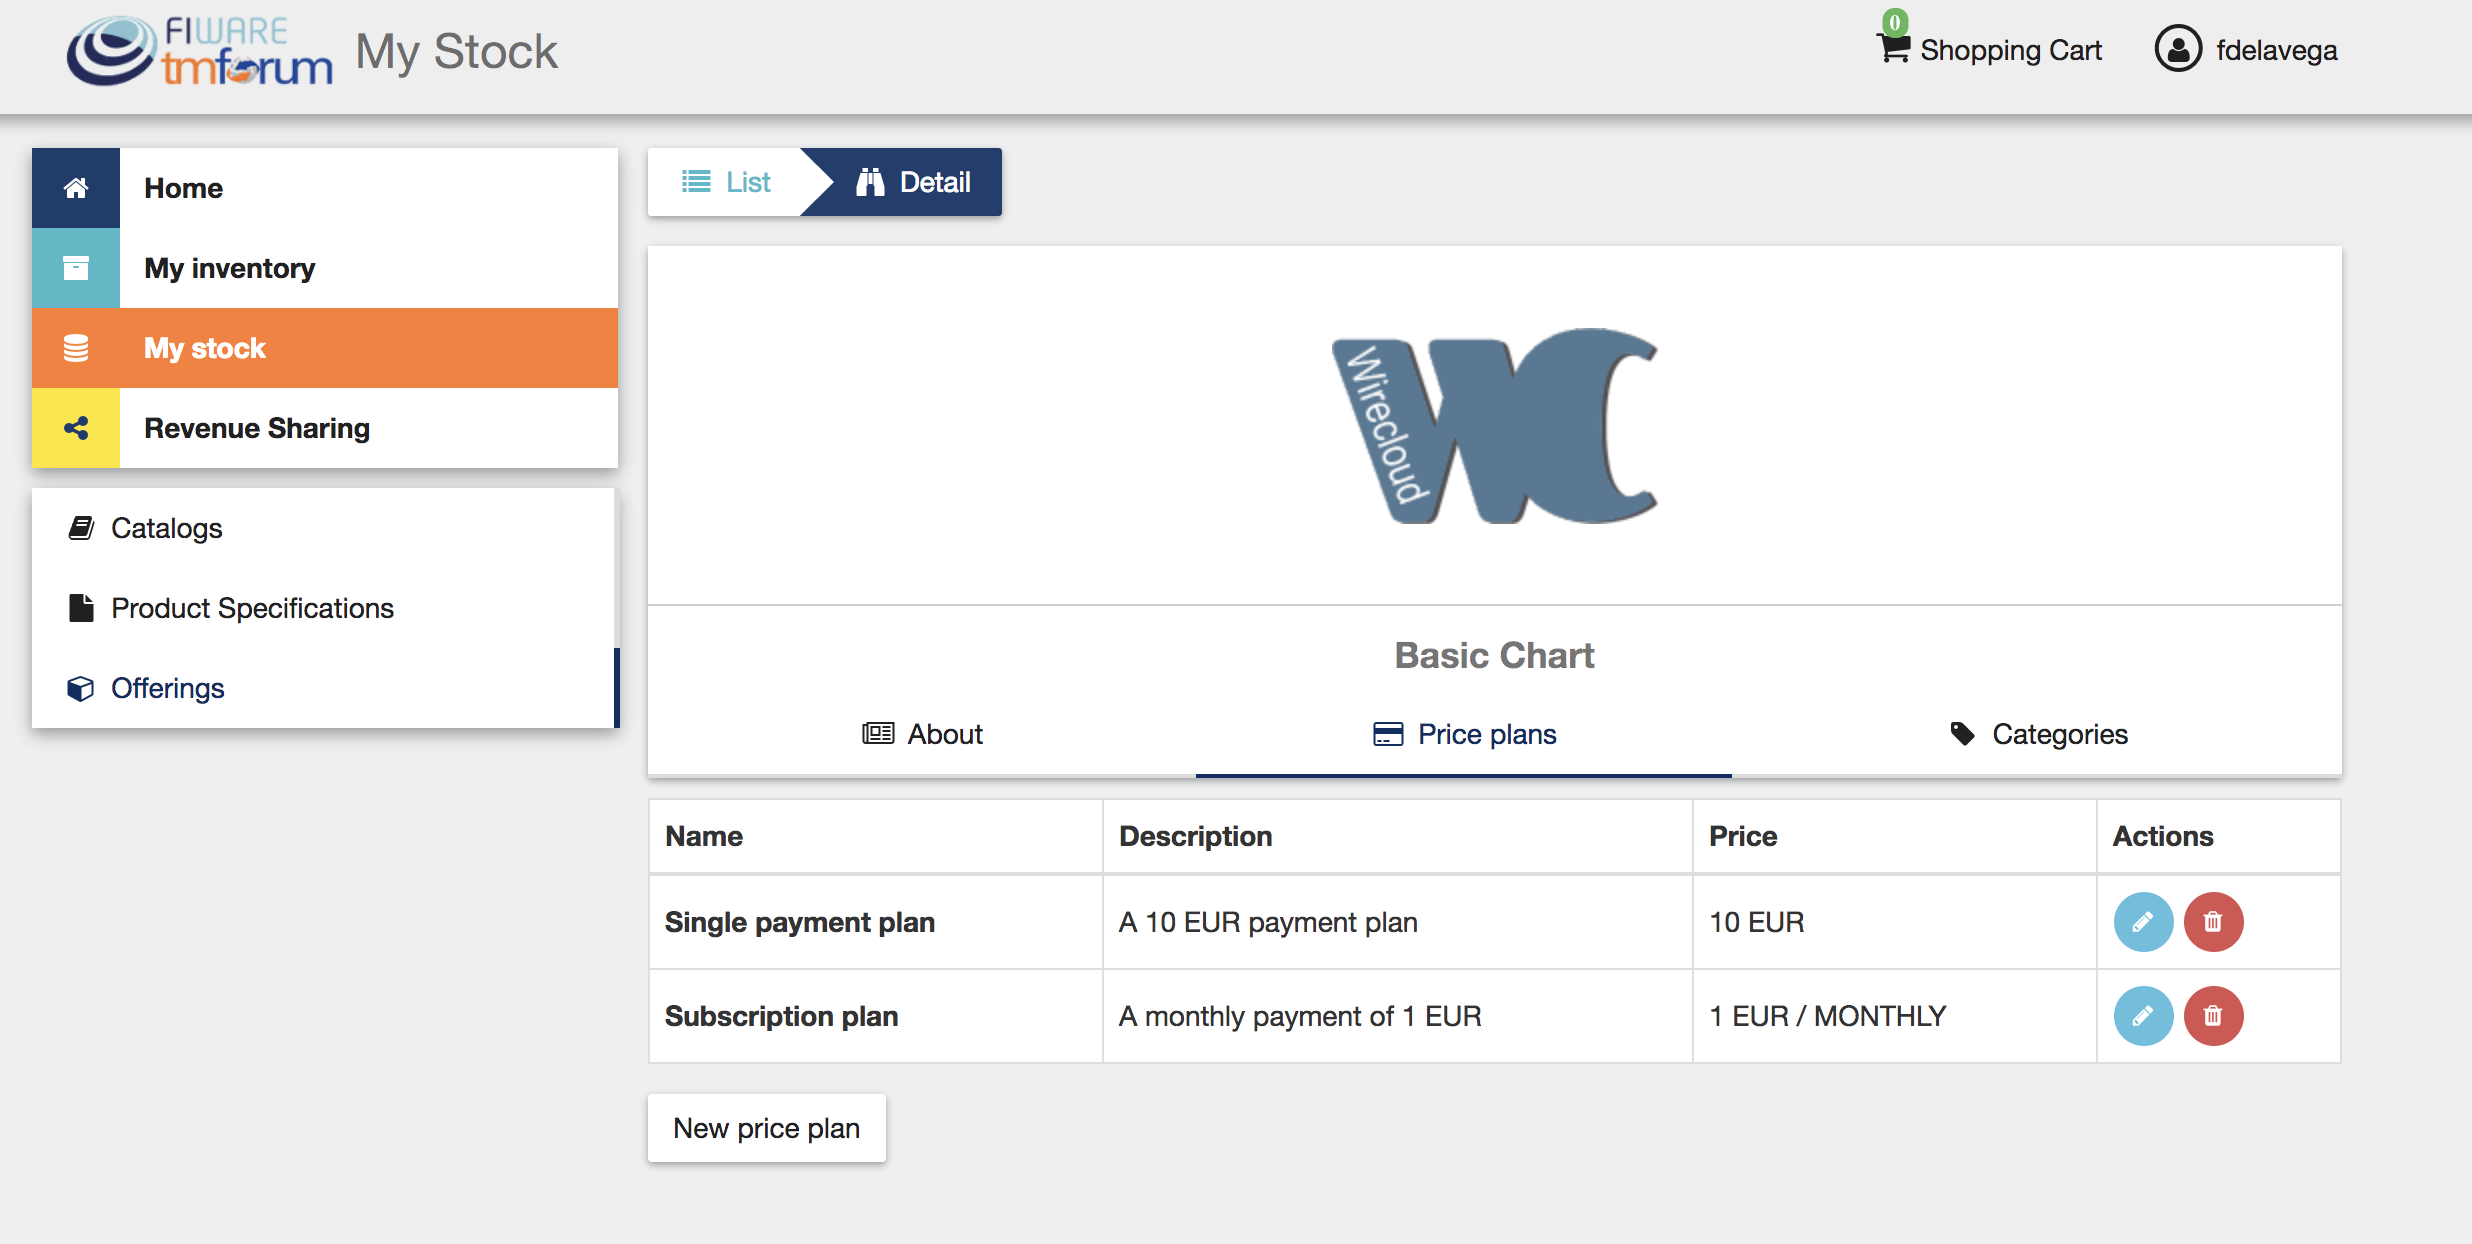 FIWARE
tmforum
My Stock
0
Shopping Cart
fdelavega
Home
My inventory
My stock
Revenue Sharing
Catalogs
Product Specifications
Offerings
List
Detail
Wirecloud
WC
Basic Chart
About
Price plans
Categories
Name Description Price Actions
Single payment plan A 10 EUR payment plan 10 EUR
Subscription plan A monthly payment of 1 EUR 1 EUR / MONTHLY
New price plan